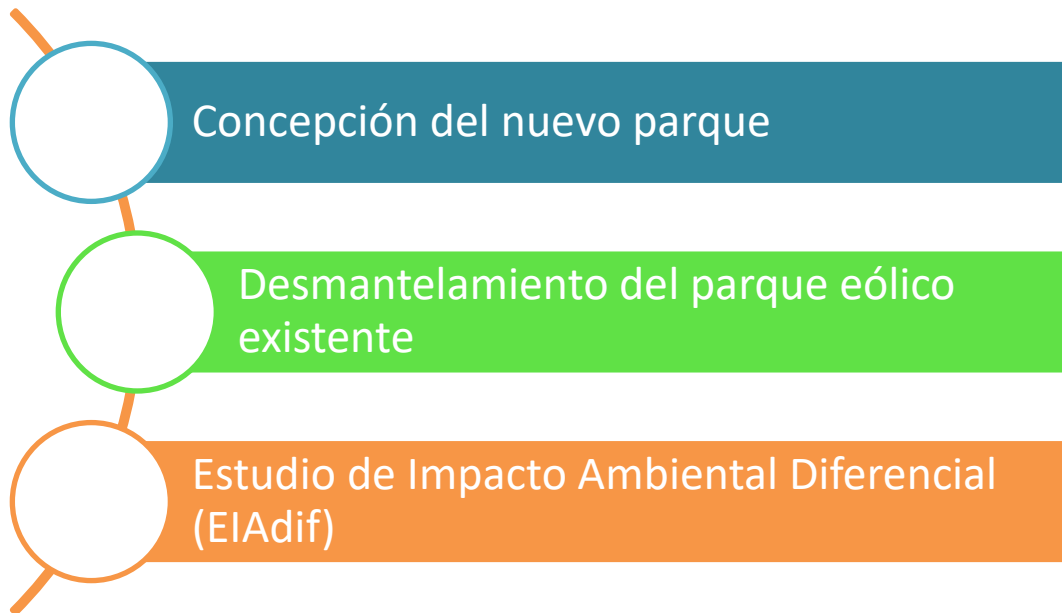 Concepción del nuevo parque
Desmantelamiento del parque eólico
existente
Estudio de Impacto Ambiental Diferencial
(EIAdif)